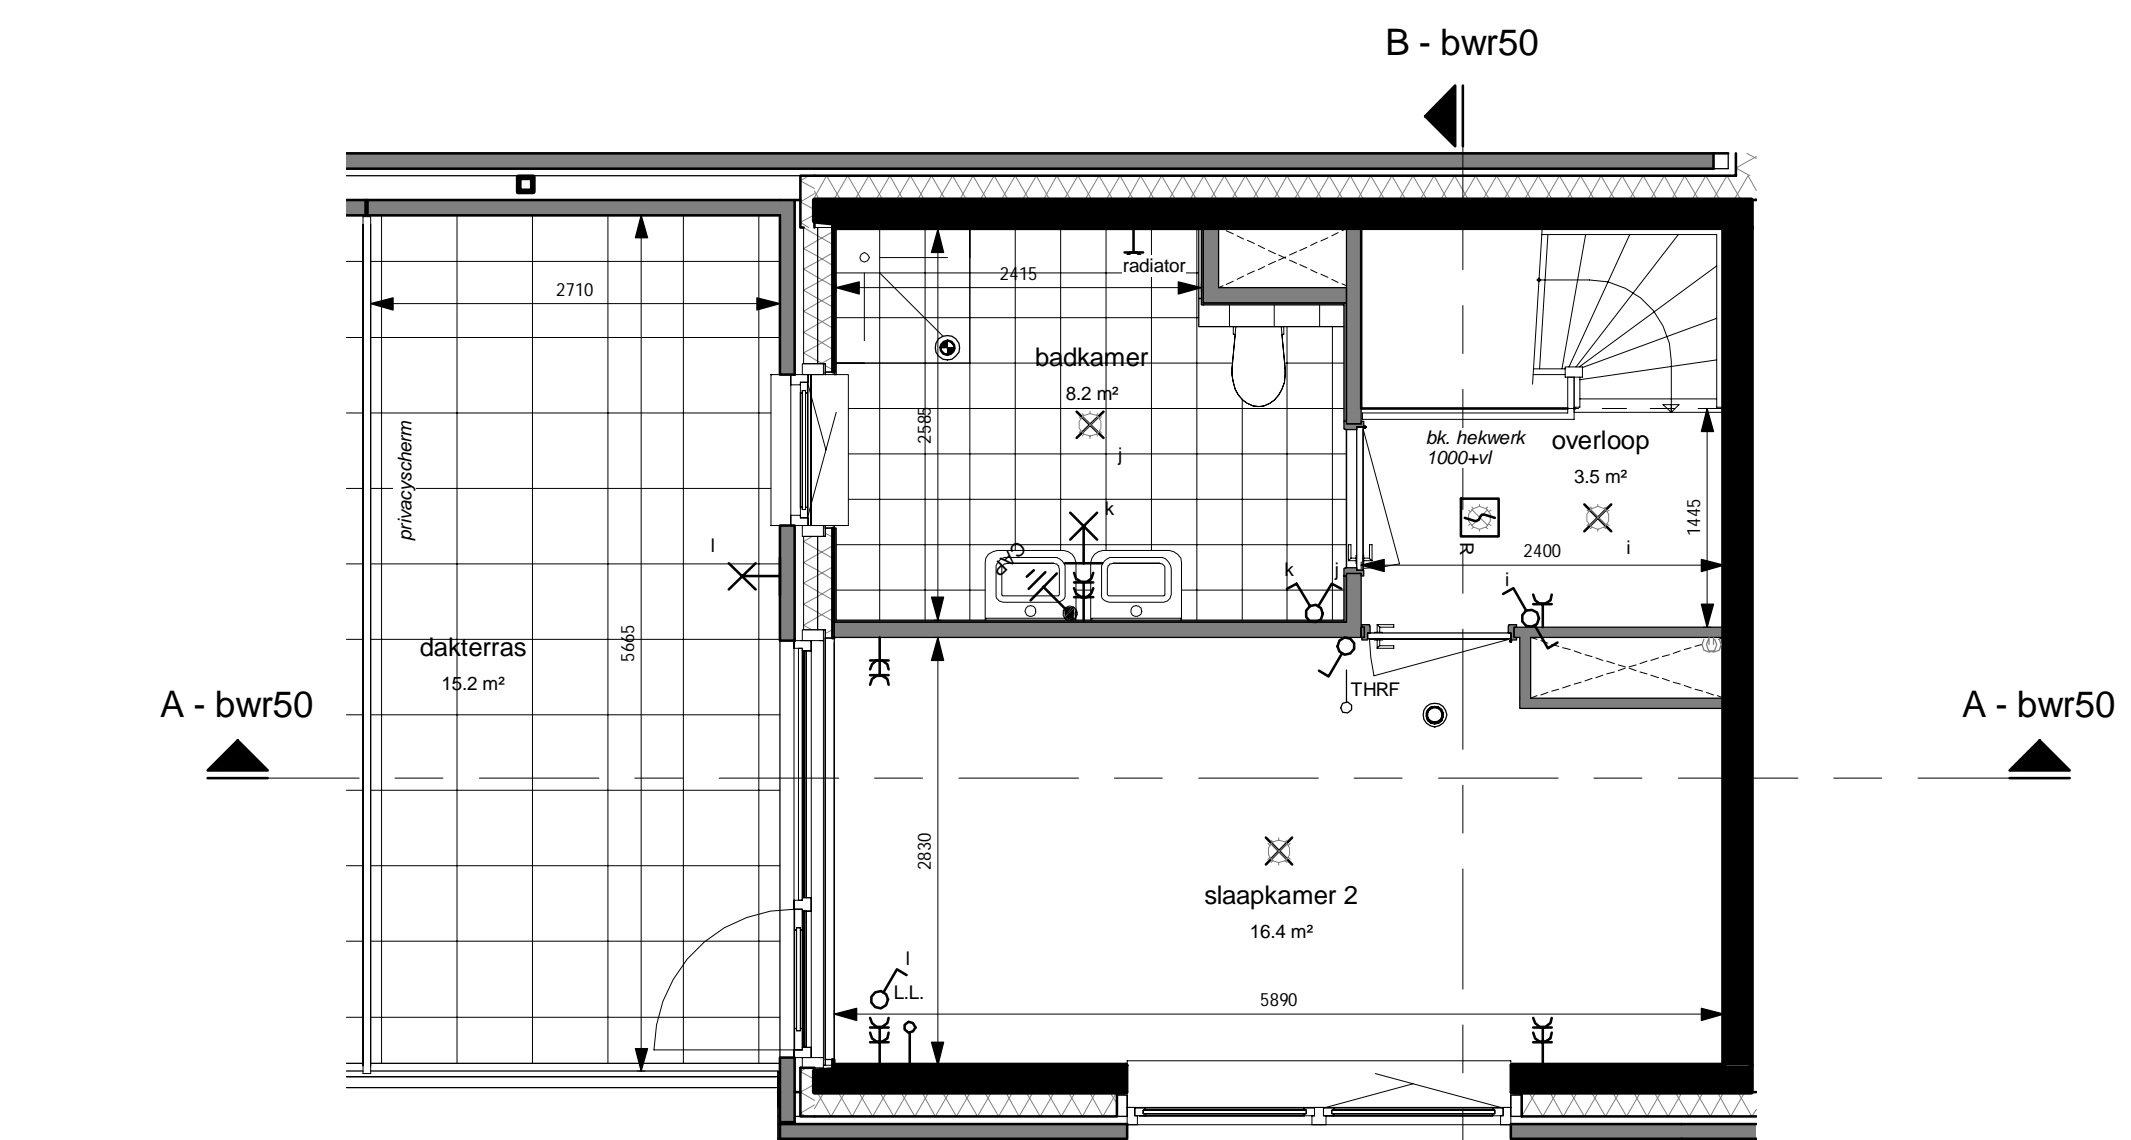 B - bwr50
radiator
2415
2710
badkamer
8.2 m²
2585
j
k
privacyscherm
bk. hekwerk
1000+vl
overloop
3.5 m²
1445
R
2400
i
l
cap
k
j
i
dakterras
15.2 m²
5665
THRF
A - bwr50
A - bwr50
2830
slaapkamer 2
16.4 m²
l
L.L.
5890